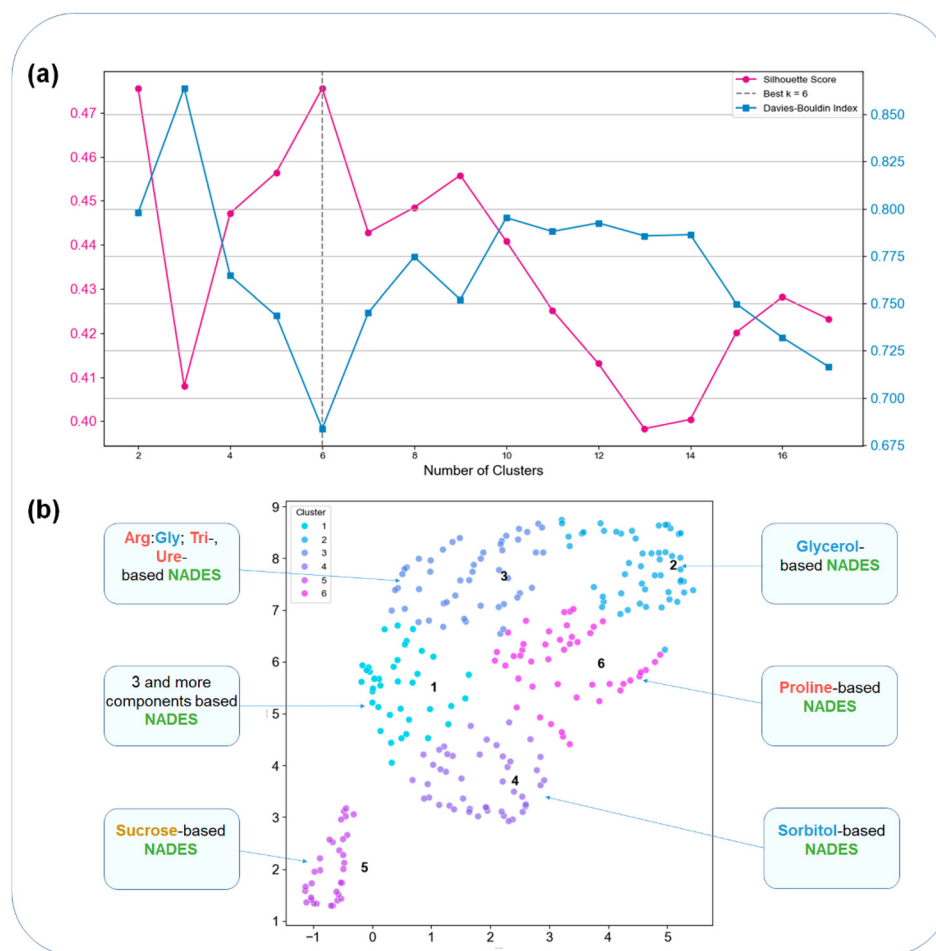 (a)
Silhouette Score
Best k = 6
Davies-Bouldin Index
0.47
0.46
0.45
0.44
0.43
0.42
0.41
0.40
0.850
0.825
0.800
0.775
0.750
0.725
0.700
0.675
2 4 6 8 10 12 14 16
Number of Clusters
(b)
Arg:Gly; Tri-,
Ure-
based NADES
3 and more
components based
NADES
Sucrose-based
NADES
Cluster
1
2
3
4
5
6
9
8
7
6
5
4
3
2
1
3
2
6
1
4
5
−1 0 1 2 3 4 5
Glycerol-
based NADES
Proline-based
NADES
Sorbitol-based
NADES